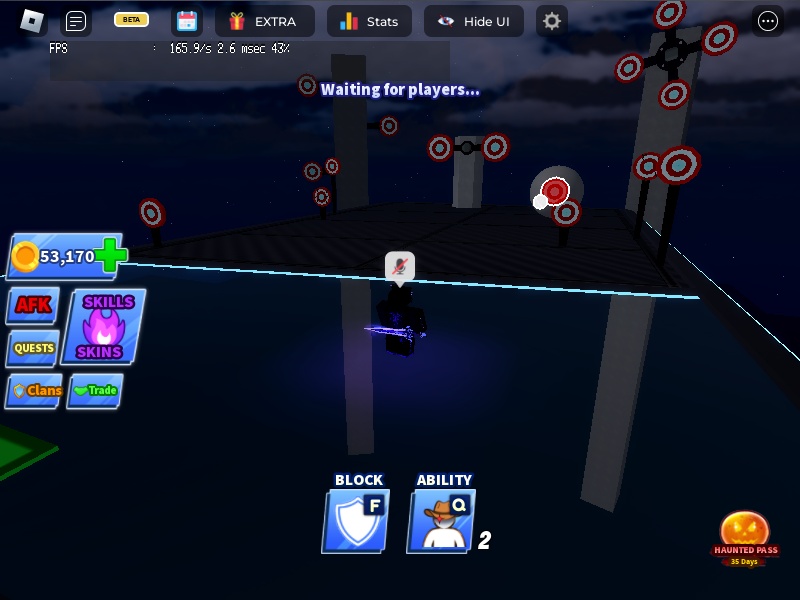 BETA
EXTRA
Stats
Hide UI
FPS : 165.9/s 2.6 msec 43%
Waiting for players...
53,170
AFK
SKILLS
SKINS
QUESTS
Clans
Trade
BLOCK
F
ABILITY
Q
2
HAUNTED PASS
35 Days